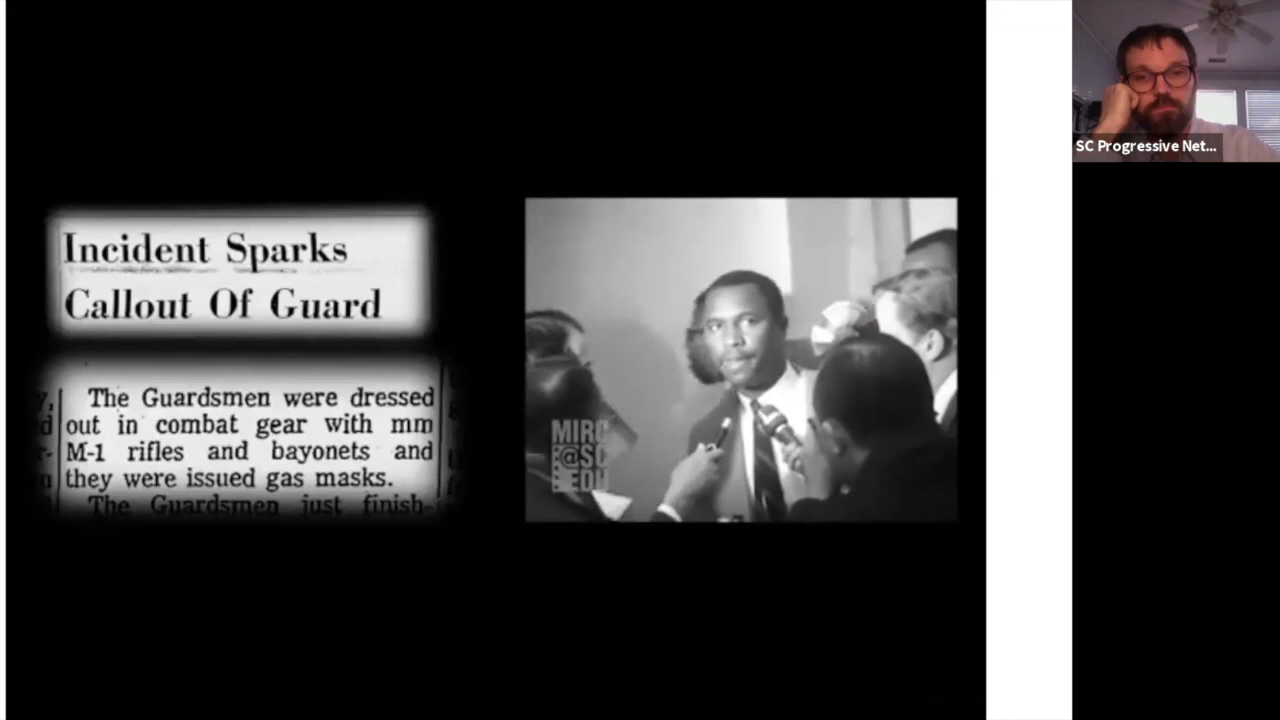 Incident Sparks
Callout Of Guard
The Guardsmen were dressed
out in combat gear with mm
M-1 rifles and bayonets and
they were issued gas masks.
The Guardsmen just finish-
MIRC
@SC
.EDU
SC Progressive Net...